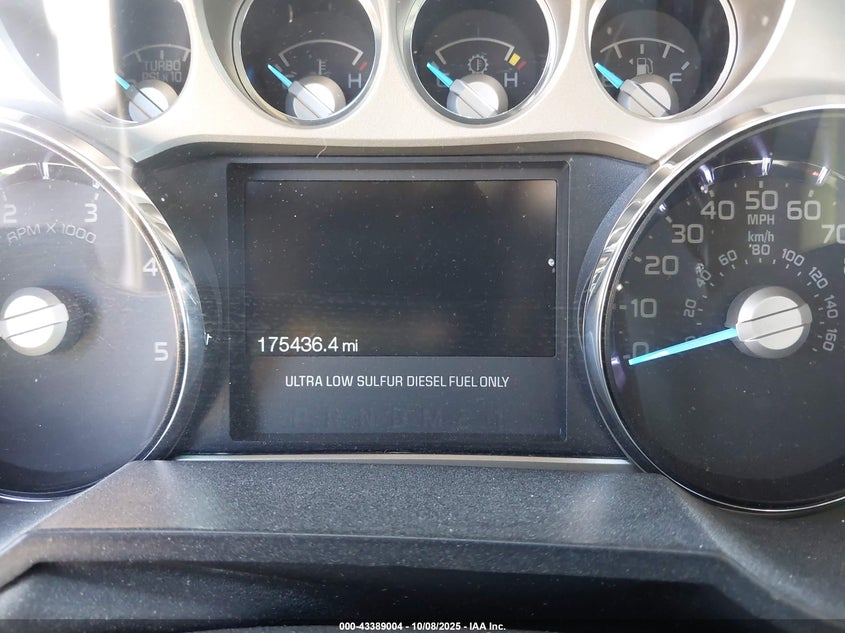 TURBO
PSI x 10
H
H
F
2
3
RPM X 1000
4
5
175436.4 mi
ULTRA LOW SULFUR DIESEL FUEL ONLY
P R N D M 2 1
0
10
20
30
40
50
60
MPH
km/h
40
60
80
100
120
140
160
000-43389004 - 10/08/2025 - IAA Inc.